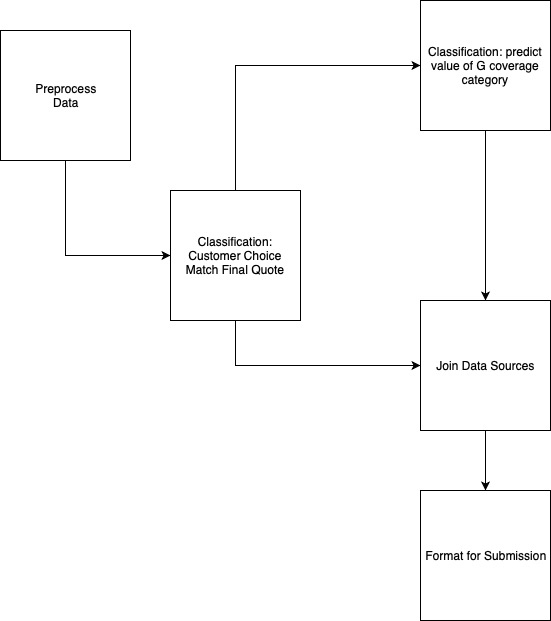 Preprocess
Data
Classification:
Customer Choice
Match Final Quote
Classification: predict
value of G coverage
category
Join Data Sources
Format for Submission